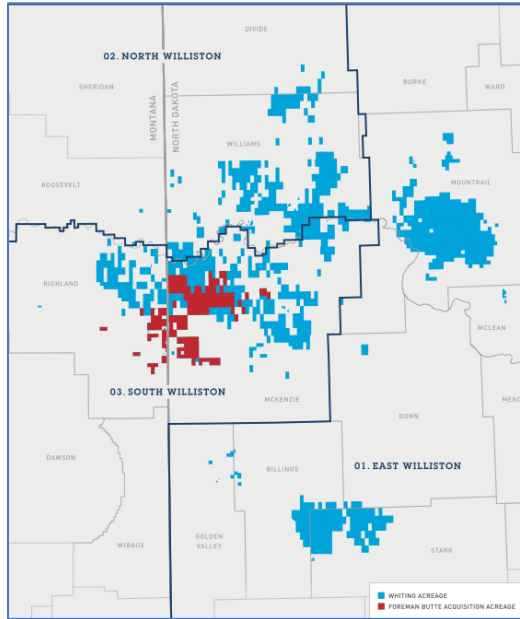 DIVIDE
02. NORTH WILLISTON
BURKE
WARD
SHERIDAN
MONTANA
NORTH DAKOTA
WILLIAMS
ROOSEVELT
MOUNTRAIL
RICHLAND
MCLEAN
03. SOUTH WILLISTON
MCKENZIE
MERC
DUNN
DAWSON
BILLINGS
01. EAST WILLISTON
GOLDEN
VALLEY
WIBAUX
STARK
WHITING ACREAGE
FOREMAN BUTTE ACQUISITION ACREAGE